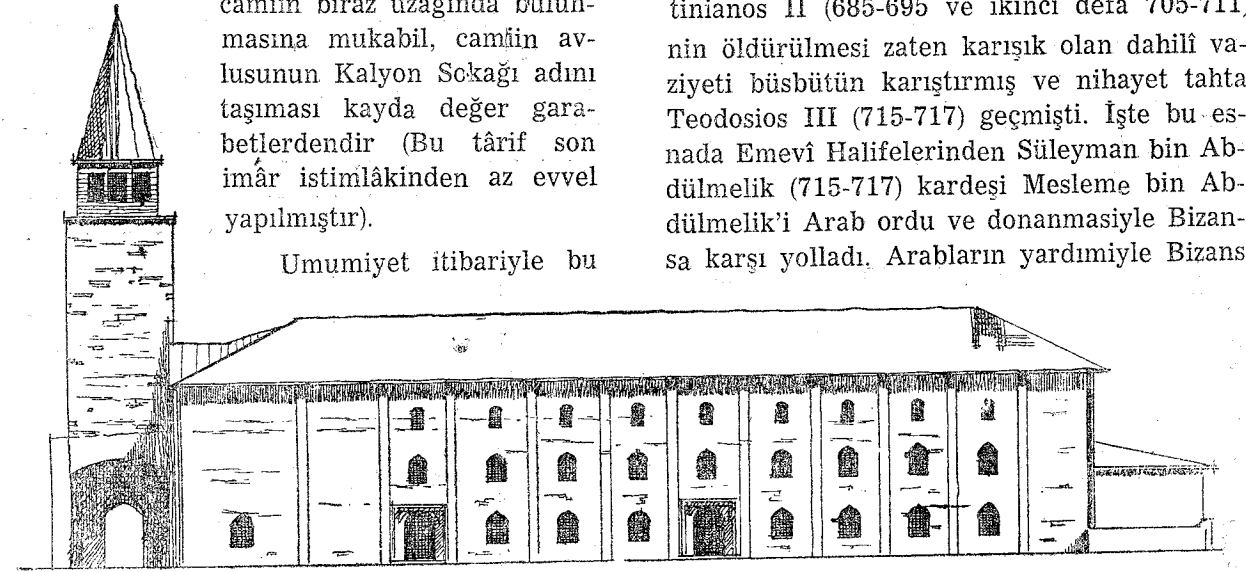 camiin biraz uzağında bulun-
masına mukabil, camiin av-
lusunun Kalyon Sokağı adını
taşıması kayda değer gara-
betlerdendir (Bu târif son
imâr istimlâkinden az evvel
yapılmıştır).
Umumiyet itibariyle bu
tinianos II (685-695 ve ikinci defa 705-711)
nin öldürülmesi zaten karışık olan dahilî va-
ziyeti büsbütün karıştırmış ve nihayet tahta
Teodosios III (715-717) geçmişti. İşte bu es-
nada Emevî Halifelerinden Süleyman bin Ab-
dülmelik (715-717) kardeşi Mesleme bin Ab-
dülmelik'i Arab ordu ve donanmasiyle Bizan-
sa karşı yolladı. Arabların yardımiyle Bizans